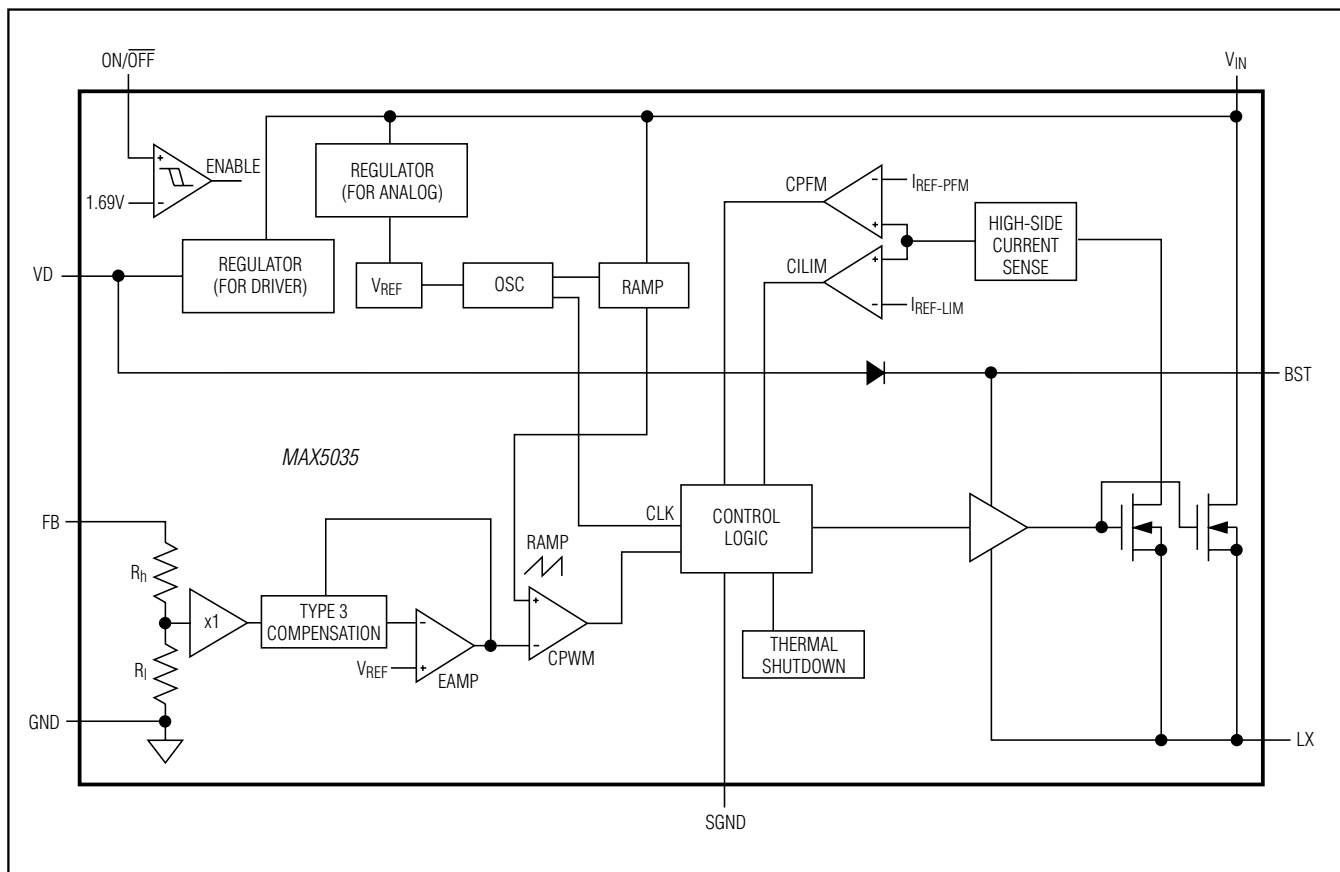 ON/OFF
VIN
ENABLE
1.69V
REGULATOR
(FOR ANALOG)
CPFM
IREF-PFM
HIGH-SIDE
CURRENT
SENSE
VD
REGULATOR
(FOR DRIVER)
VREF
OSC
RAMP
CILIM
IREF-LIM
BST
MAX5035
FB
CLK
CONTROL
LOGIC
RAMP
Rh
x1
TYPE 3
COMPENSATION
VREF
EAMP
CPWM
THERMAL
SHUTDOWN
Rl
GND
LX
SGND